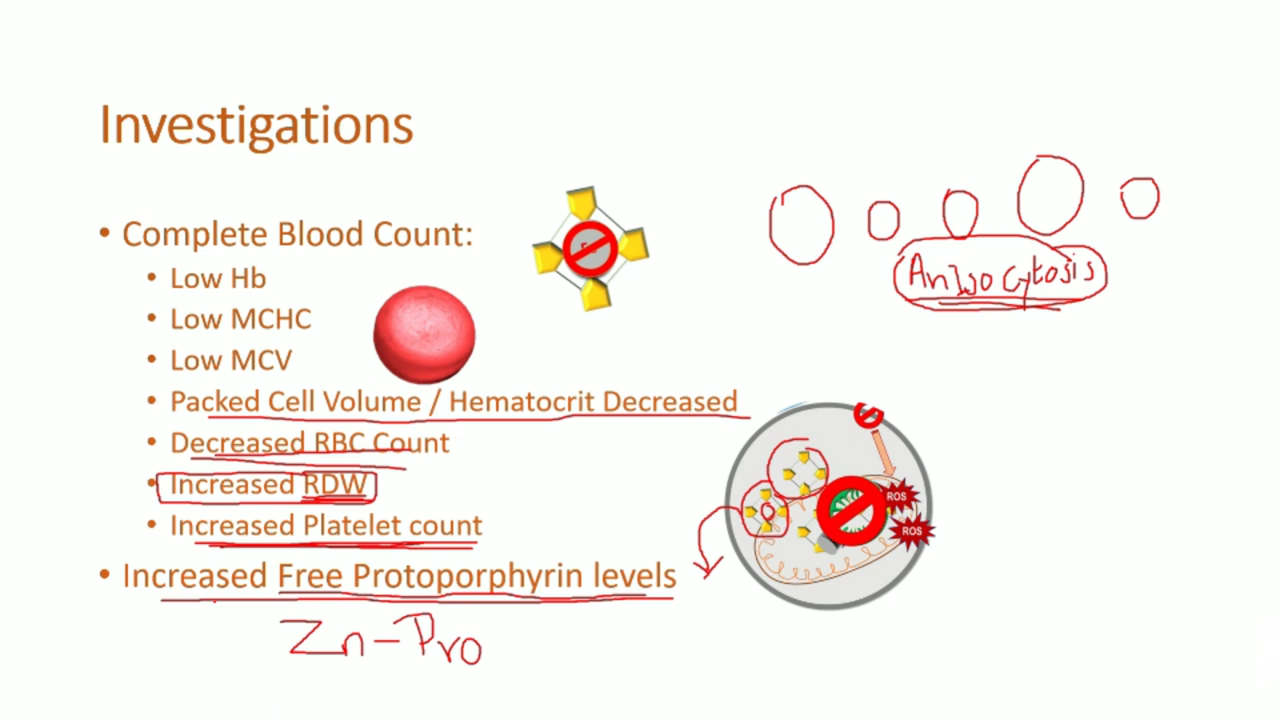 Investigations
• Complete Blood Count:
• Low Hb
• Low MCHC
• Low MCV
• Packed Cell Volume / Hematocrit Decreased
• Decreased RBC Count
• Increased RDW
• Increased Platelet count
• Increased Free Protoporphyrin levels
Zn-Pro
Anisocytosis
ROS
ROS